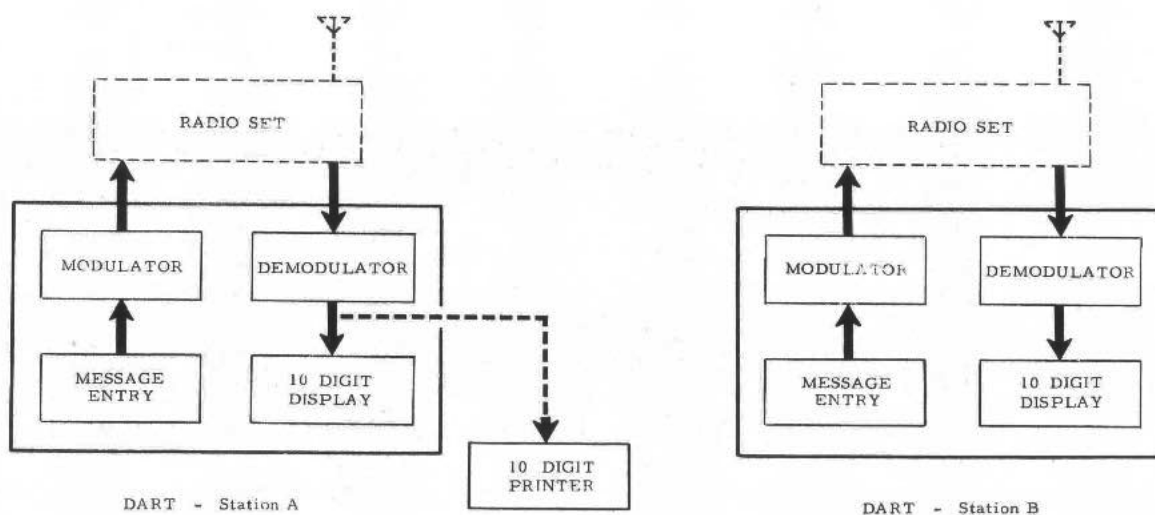 RADIO SET
MODULATOR
DEMODULATOR
MESSAGE
ENTRY
10 DIGIT
DISPLAY
10 DIGIT
PRINTER
DART - Station A
RADIO SET
MODULATOR
DEMODULATOR
MESSAGE
ENTRY
10 DIGIT
DISPLAY
DART - Station B